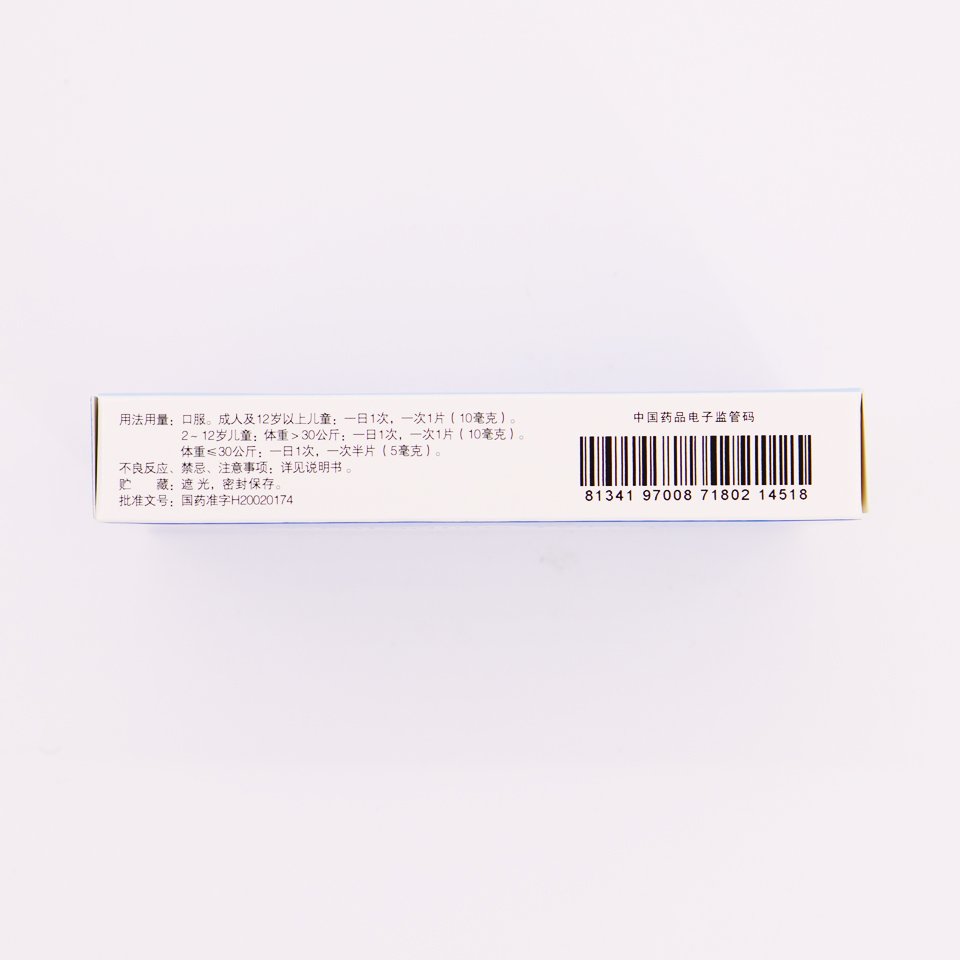 用法用量：口服。成人及12岁以上儿童：一日1次，一次1片（10毫克）。
2～12岁儿童：体重＞30公斤：一日1次，一次1片（10毫克）。
体重≤30公斤：一日1次，一次半片（5毫克）。
不良反应、禁忌、注意事项：详见说明书。
贮　　藏：遮光，密封保存。
批准文号：国药准字H20020174
中国药品电子监管码
81341 97008 71802 14518